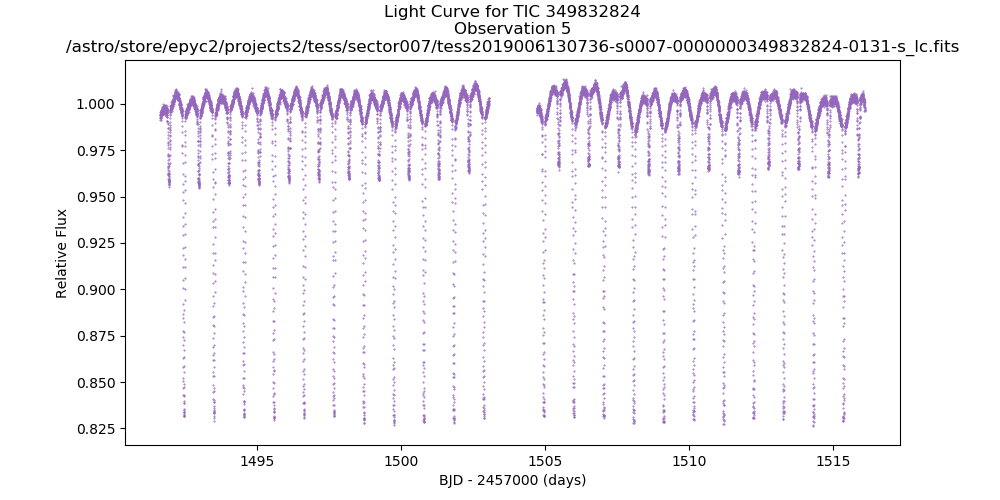 Light Curve for TIC 349832824
Observation 5
/astro/store/epyc2/projects2/tess/sector007/tess2019006130736-s0007-0000000349832824-0131-s_lc.fits
1.000
0.975
0.950
0.925
0.900
0.875
0.850
0.825
Relative Flux
1495
1500
1505
1510
1515
BJD - 2457000 (days)